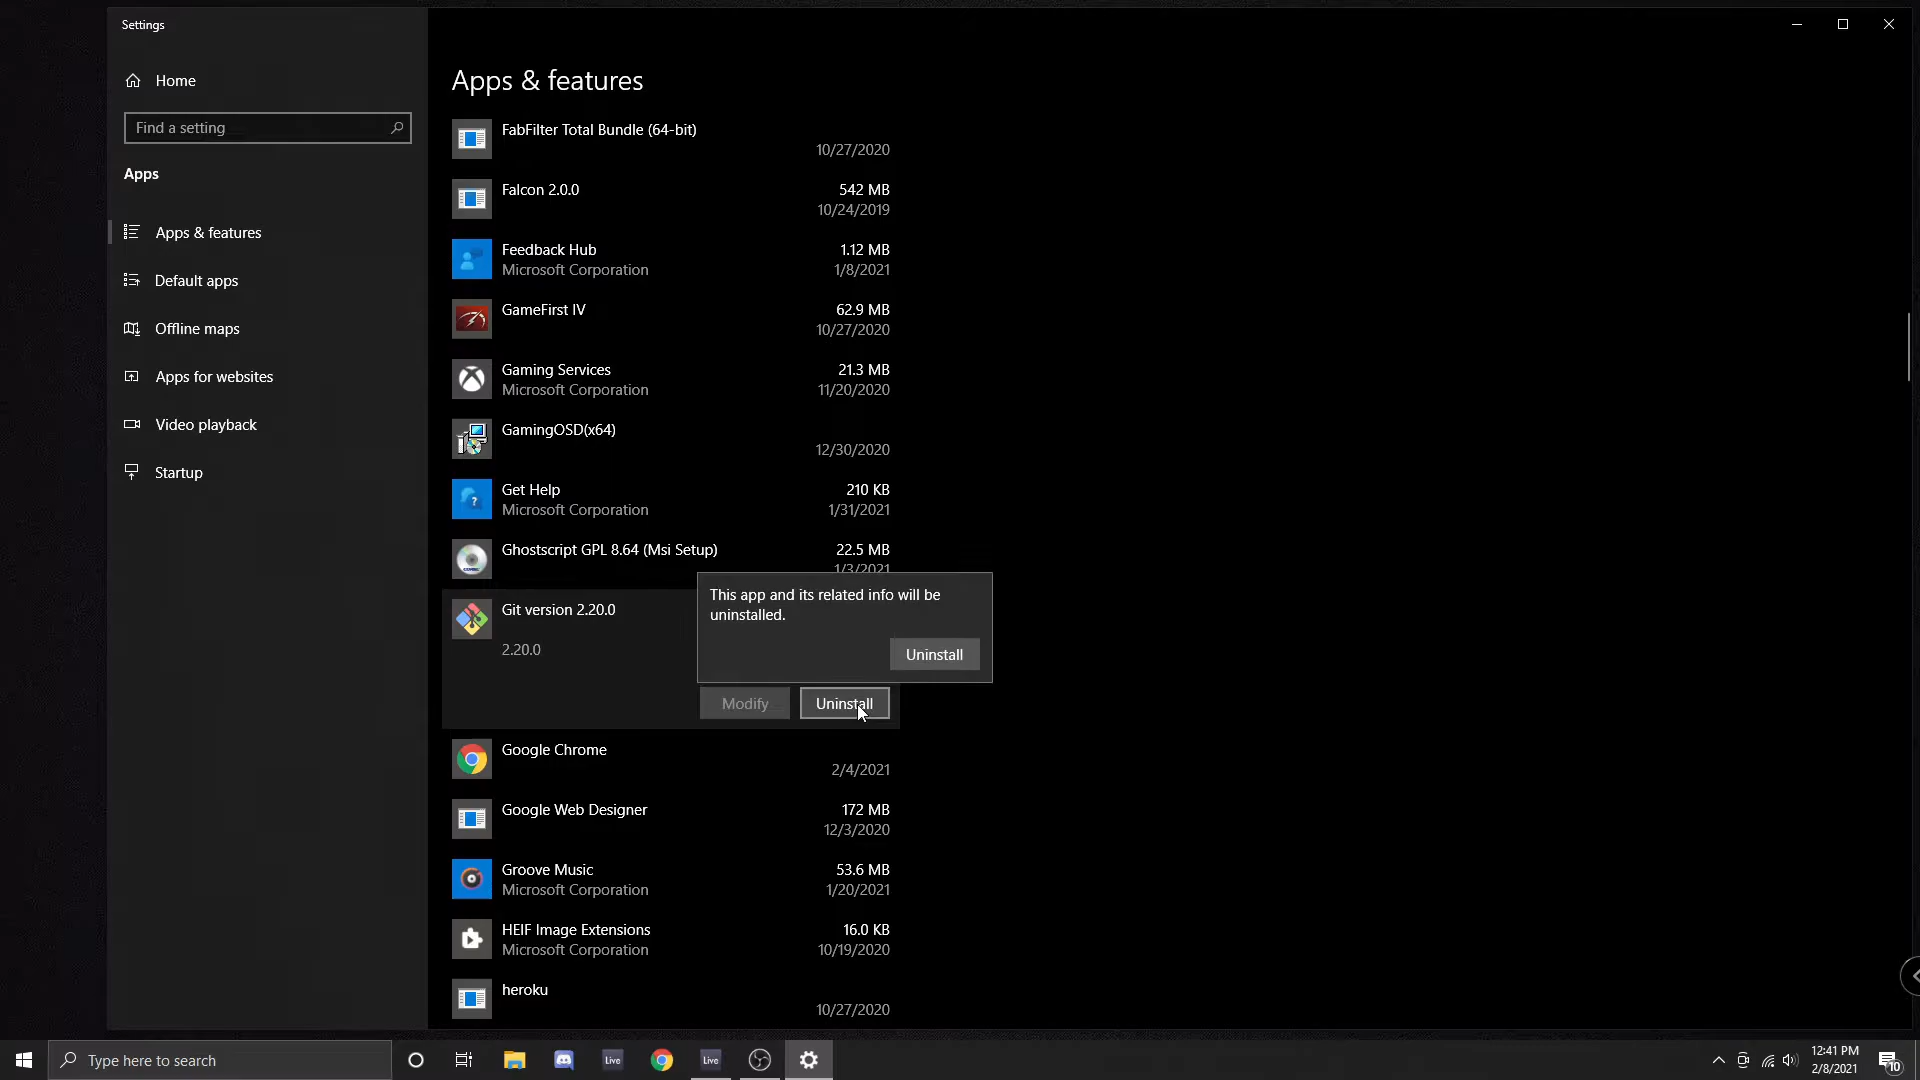 Settings
Home
Find a setting
Apps
Apps & features
Default apps
Offline maps
Apps for websites
Video playback
Startup
Apps & features
FabFilter Total Bundle (64-bit)
10/27/2020
Falcon 2.0.0
542 MB
10/24/2019
Feedback Hub
1.12 MB
Microsoft Corporation
1/8/2021
GameFirst IV
62.9 MB
10/27/2020
Gaming Services
21.3 MB
Microsoft Corporation
11/20/2020
GamingOSD(x64)
12/30/2020
Get Help
210 KB
Microsoft Corporation
1/31/2021
Ghostscript GPL 8.64 (Msi Setup)
22.5 MB
1/3/2021
This app and its related info will be
uninstalled.
Uninstall
Git version 2.20.0
2.20.0
Modify
Uninstall
Google Chrome
2/4/2021
Google Web Designer
172 MB
12/3/2020
Groove Music
53.6 MB
Microsoft Corporation
1/20/2021
HEIF Image Extensions
16.0 KB
Microsoft Corporation
10/19/2020
heroku
10/27/2020
Type here to search
Live
Live
12:41 PM
2/8/2021
10